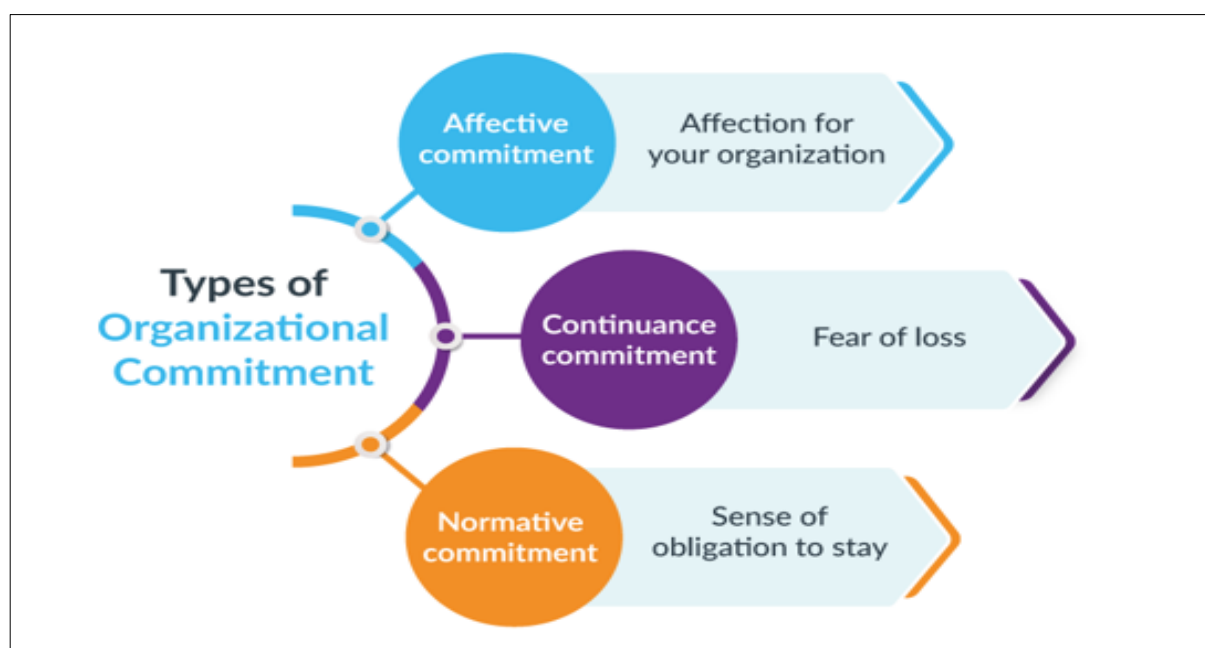 Types of
Organizational
Commitment
Affective
commitment
Affection for
your organization
Continuance
commitment
Fear of loss
Normative
commitment
Sense of
obligation to stay